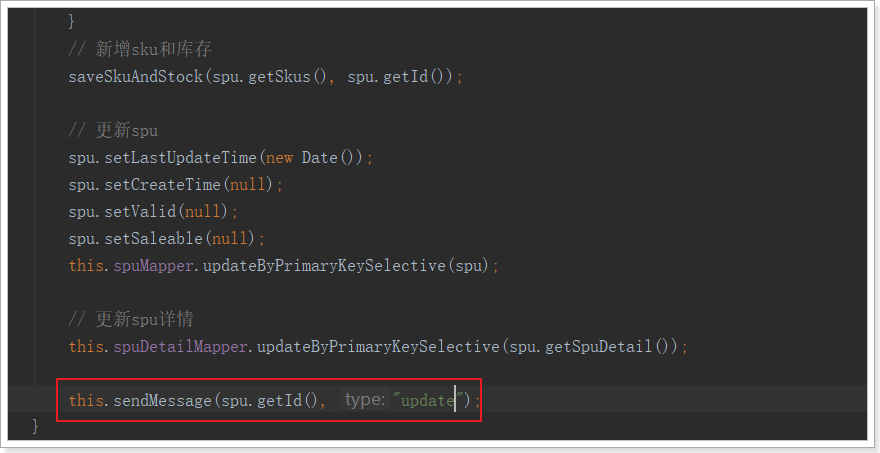 }
// 新增sku和库存
saveSkuAndStock(spu.getSkus(), spu.getId());
// 更新spu
spu.setLastUpdateTime(new Date());
spu.setCreateTime(null);
spu.setValid(null);
spu.setSaleable(null);
this.spuMapper.updateByPrimaryKeySelective(spu);
// 更新spu详情
this.spuDetailMapper.updateByPrimaryKeySelective(spu.getSpuDetail());
this.sendMessage(spu.getId(), type: "update");
}